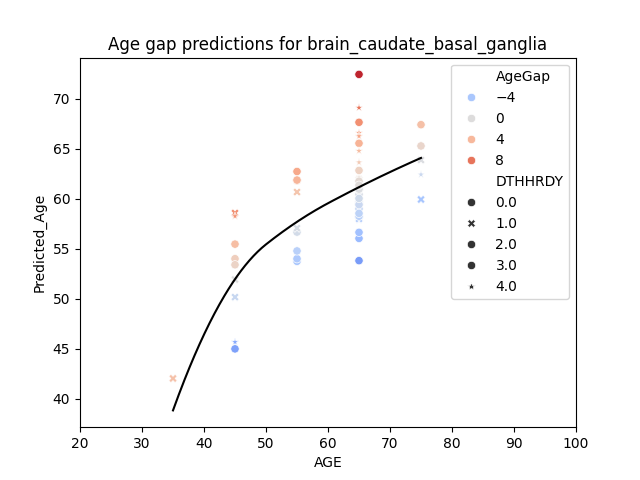 Age gap predictions for brain_caudate_basal_ganglia
Predicted_Age
70
65
60
55
50
45
40
20 30 40 50 60 70 80 90 100
AGE
AgeGap
−4
0
4
8
DTHHRDY
0.0
1.0
2.0
3.0
4.0